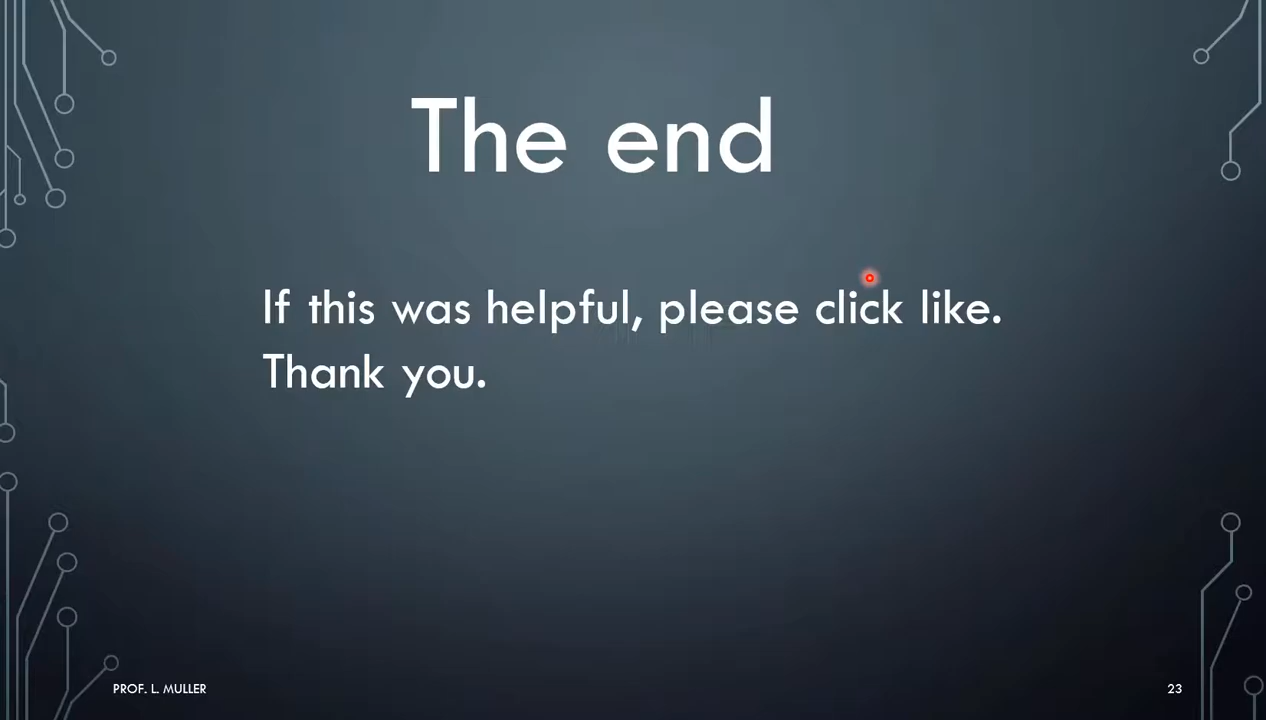 The end
If this was helpful, please click like.
Thank you.
PROF. L. MULLER
23